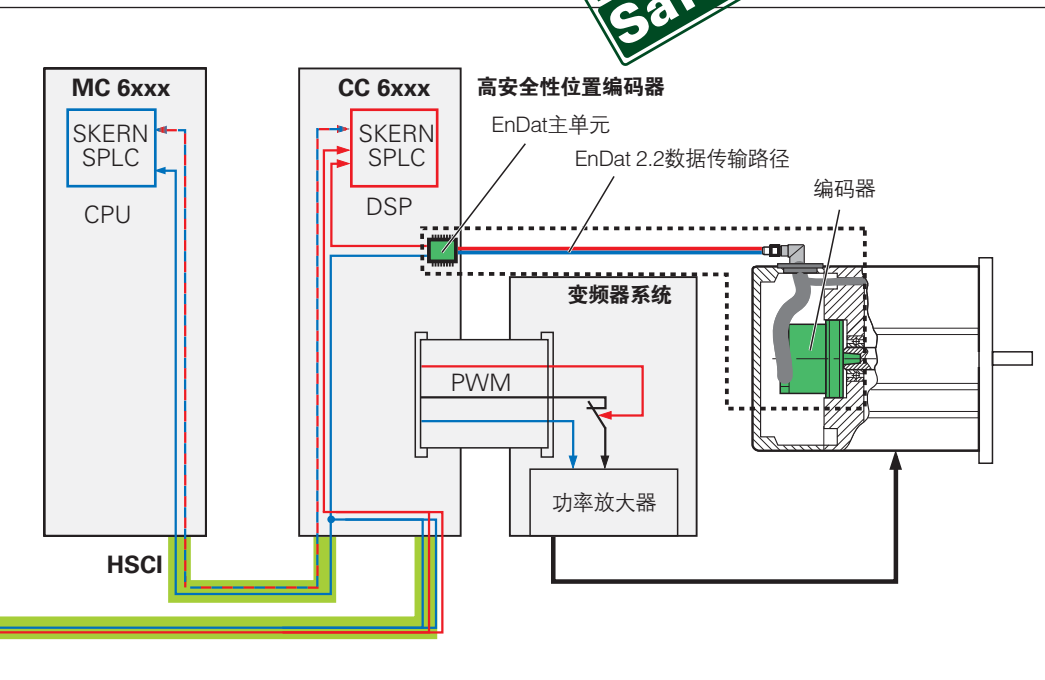 Safe
MC 6xxx
SKERN
SPLC
CPU
CC 6xxx
SKERN
SPLC
DSP
高安全性位置编码器
EnDat主单元
EnDat 2.2数据传输路径
编码器
变频器系统
PWM
功率放大器
HSCI